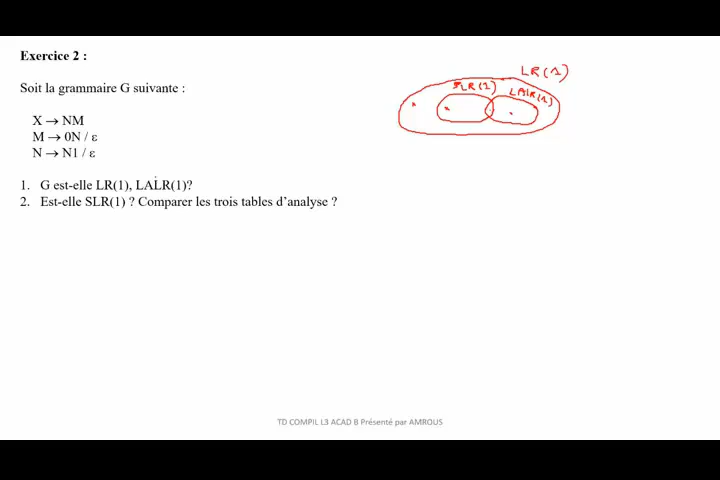 Exercice 2 :
LR(1)
SLR(1)
LALR(1)
Soit la grammaire G suivante :
X → NM
M → 0N / ε
N → N1 / ε
1. G est-elle LR(1), LALR(1)?
2. Est-elle SLR(1) ? Comparer les trois tables d'analyse ?
TD COMPIL L3 ACAD B Présenté par AMROUS